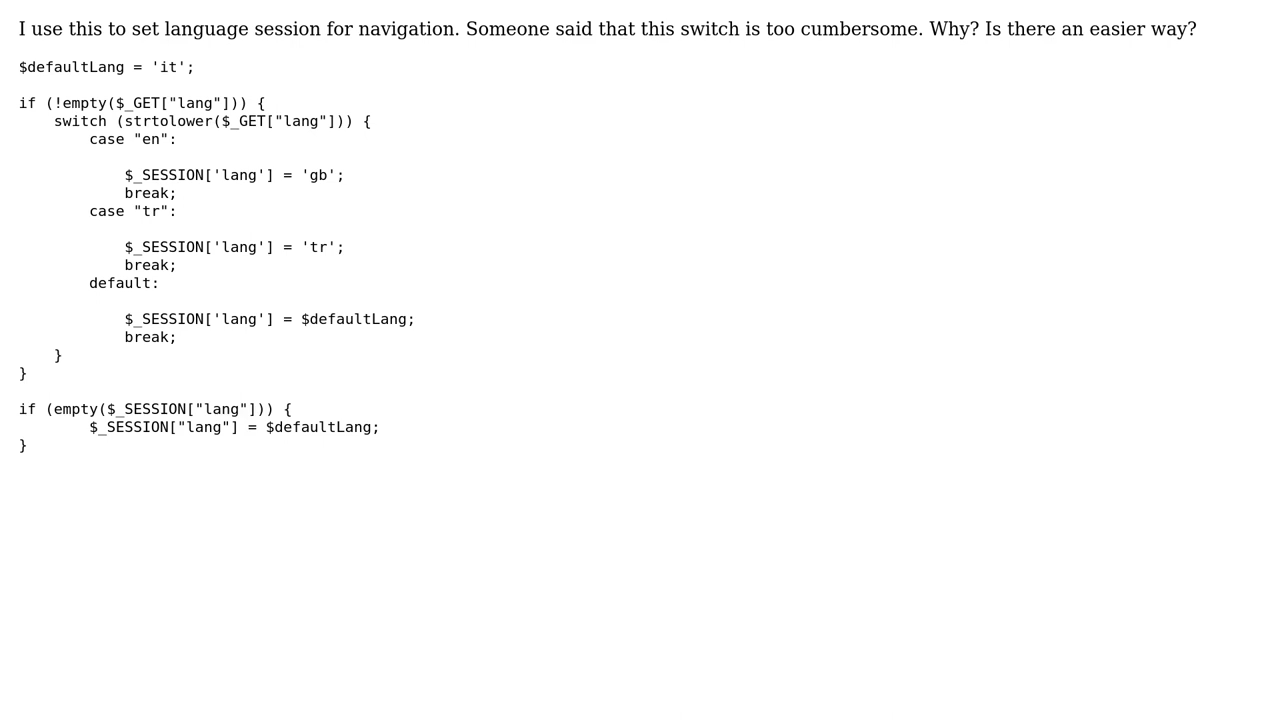 I use this to set language session for navigation. Someone said that this switch is too cumbersome. Why? Is there an easier way?
$defaultLang = 'it';
if (!empty($_GET["lang"])) {
    switch (strtolower($_GET["lang"])) {
        case "en":
            $_SESSION['lang'] = 'gb';
            break;
        case "tr":
            $_SESSION['lang'] = 'tr';
            break;
        default:
            $_SESSION['lang'] = $defaultLang;
            break;
    }
}
if (empty($_SESSION["lang"])) {
        $_SESSION["lang"] = $defaultLang;
}